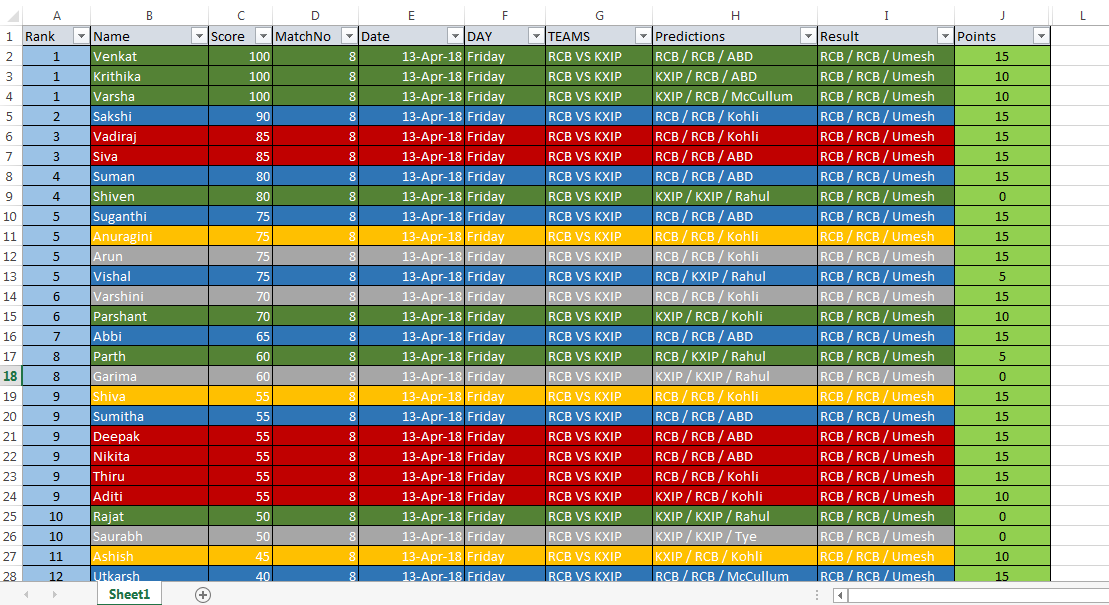 A B C D E F G H I J L
1 Rank Name Score MatchNo Date DAY TEAMS Predictions Result Points
2 1 Venkat 100 8 13-Apr-18 Friday RCB VS KXIP RCB / RCB / ABD RCB / RCB / Umesh 15
3 1 Krithika 100 8 13-Apr-18 Friday RCB VS KXIP KXIP / RCB / ABD RCB / RCB / Umesh 10
4 1 Varsha 100 8 13-Apr-18 Friday RCB VS KXIP KXIP / RCB / McCullum RCB / RCB / Umesh 10
5 2 Sakshi 90 8 13-Apr-18 Friday RCB VS KXIP RCB / RCB / Kohli RCB / RCB / Umesh 15
6 3 Vadiraj 85 8 13-Apr-18 Friday RCB VS KXIP RCB / RCB / Kohli RCB / RCB / Umesh 15
7 3 Siva 85 8 13-Apr-18 Friday RCB VS KXIP RCB / RCB / ABD RCB / RCB / Umesh 15
8 4 Suman 80 8 13-Apr-18 Friday RCB VS KXIP RCB / RCB / ABD RCB / RCB / Umesh 15
9 4 Shiven 80 8 13-Apr-18 Friday RCB VS KXIP KXIP / KXIP / Rahul RCB / RCB / Umesh 0
10 5 Suganthi 75 8 13-Apr-18 Friday RCB VS KXIP RCB / RCB / ABD RCB / RCB / Umesh 15
11 5 Anuragini 75 8 13-Apr-18 Friday RCB VS KXIP RCB / RCB / Kohli RCB / RCB / Umesh 15
12 5 Arun 75 8 13-Apr-18 Friday RCB VS KXIP RCB / RCB / Kohli RCB / RCB / Umesh 15
13 5 Vishal 75 8 13-Apr-18 Friday RCB VS KXIP RCB / KXIP / Rahul RCB / RCB / Umesh 5
14 6 Varshini 70 8 13-Apr-18 Friday RCB VS KXIP RCB / RCB / Kohli RCB / RCB / Umesh 15
15 6 Parshant 70 8 13-Apr-18 Friday RCB VS KXIP KXIP / RCB / Kohli RCB / RCB / Umesh 10
16 7 Abbi 65 8 13-Apr-18 Friday RCB VS KXIP RCB / RCB / ABD RCB / RCB / Umesh 15
17 8 Parth 60 8 13-Apr-18 Friday RCB VS KXIP RCB / KXIP / Rahul RCB / RCB / Umesh 5
18 8 Garima 60 8 13-Apr-18 Friday RCB VS KXIP KXIP / KXIP / Rahul RCB / RCB / Umesh 0
19 9 Shiva 55 8 13-Apr-18 Friday RCB VS KXIP RCB / RCB / Kohli RCB / RCB / Umesh 15
20 9 Sumitha 55 8 13-Apr-18 Friday RCB VS KXIP RCB / RCB / ABD RCB / RCB / Umesh 15
21 9 Deepak 55 8 13-Apr-18 Friday RCB VS KXIP RCB / RCB / ABD RCB / RCB / Umesh 15
22 9 Nikita 55 8 13-Apr-18 Friday RCB VS KXIP RCB / RCB / ABD RCB / RCB / Umesh 15
23 9 Thiru 55 8 13-Apr-18 Friday RCB VS KXIP RCB / RCB / Kohli RCB / RCB / Umesh 15
24 9 Aditi 55 8 13-Apr-18 Friday RCB VS KXIP KXIP / RCB / Kohli RCB / RCB / Umesh 10
25 10 Rajat 50 8 13-Apr-18 Friday RCB VS KXIP KXIP / KXIP / Rahul RCB / RCB / Umesh 0
26 10 Saurabh 50 8 13-Apr-18 Friday RCB VS KXIP KXIP / KXIP / Tye RCB / RCB / Umesh 0
27 11 Ashish 45 8 13-Apr-18 Friday RCB VS KXIP KXIP / RCB / Kohli RCB / RCB / Umesh 10
28 12 Utkarsh 40 8 13-Apr-18 Friday RCB VS KXIP RCB / RCB / McCullum RCB / RCB / Umesh 15
Sheet1